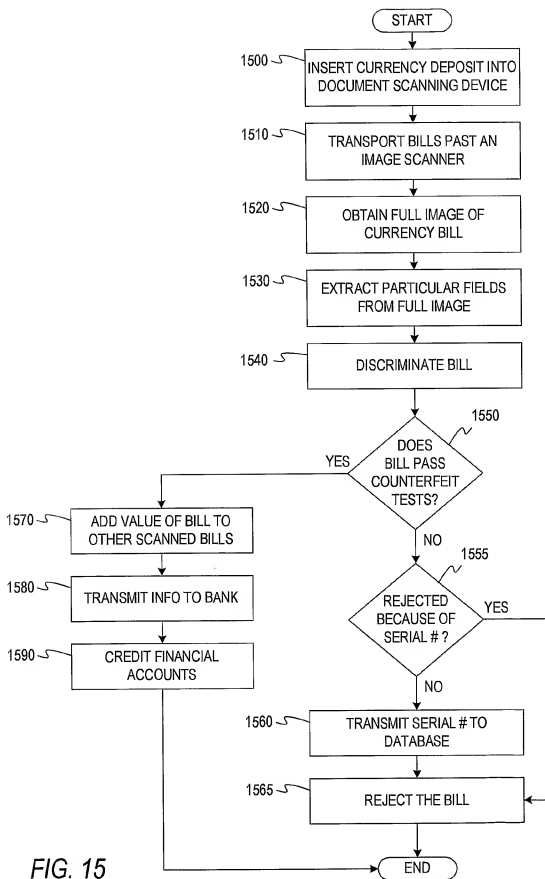 START
1500
INSERT CURRENCY DEPOSIT INTO
DOCUMENT SCANNING DEVICE
1510
TRANSPORT BILLS PAST AN
IMAGE SCANNER
1520
OBTAIN FULL IMAGE OF
CURRENCY BILL
1530
EXTRACT PARTICULAR FIELDS
FROM FULL IMAGE
1540
DISCRIMINATE BILL
1550
DOES
BILL PASS
COUNTERFEIT
TESTS?
YES
NO
1570
ADD VALUE OF BILL TO
OTHER SCANNED BILLS
1580
TRANSMIT INFO TO BANK
1590
CREDIT FINANCIAL
ACCOUNTS
1555
REJECTED
BECAUSE OF
SERIAL #?
YES
NO
1560
TRANSMIT SERIAL # TO
DATABASE
1565
REJECT THE BILL
END
FIG. 15